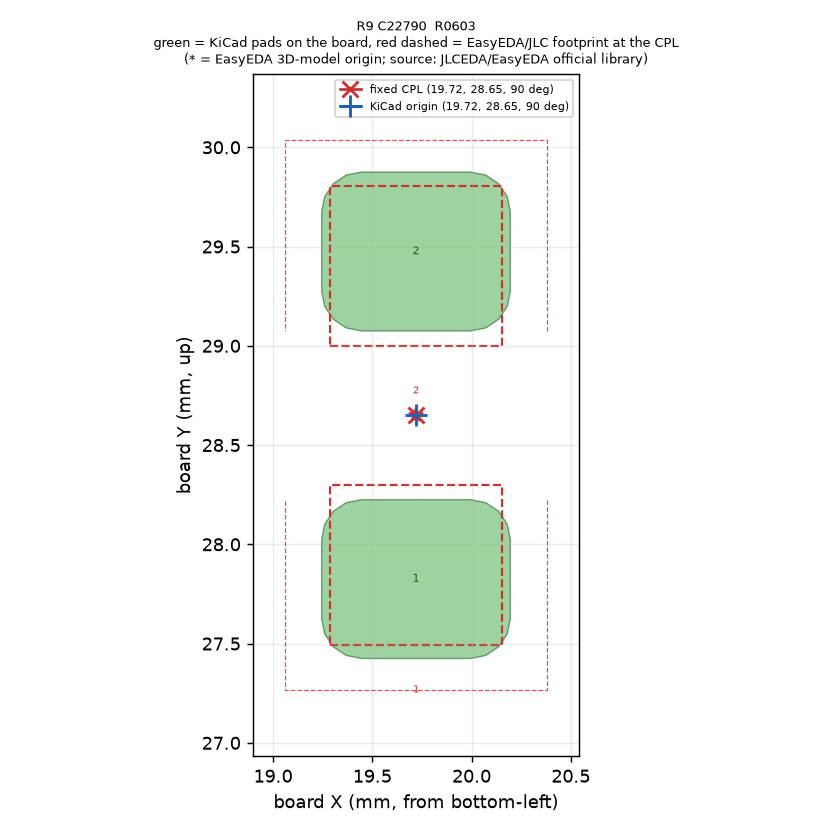 R9 C22790 R0603
green = KiCad pads on the board, red dashed = EasyEDA/JLC footprint at the CPL
(* = EasyEDA 3D-model origin; source: JLCEDA/EasyEDA official library)
fixed CPL (19.72, 28.65, 90 deg)
KiCad origin (19.72, 28.65, 90 deg)
30.0
29.5
29.0
28.5
28.0
27.5
27.0
board Y (mm, up)
2
2
1
1
19.0 19.5 20.0 20.5
board X (mm, from bottom-left)